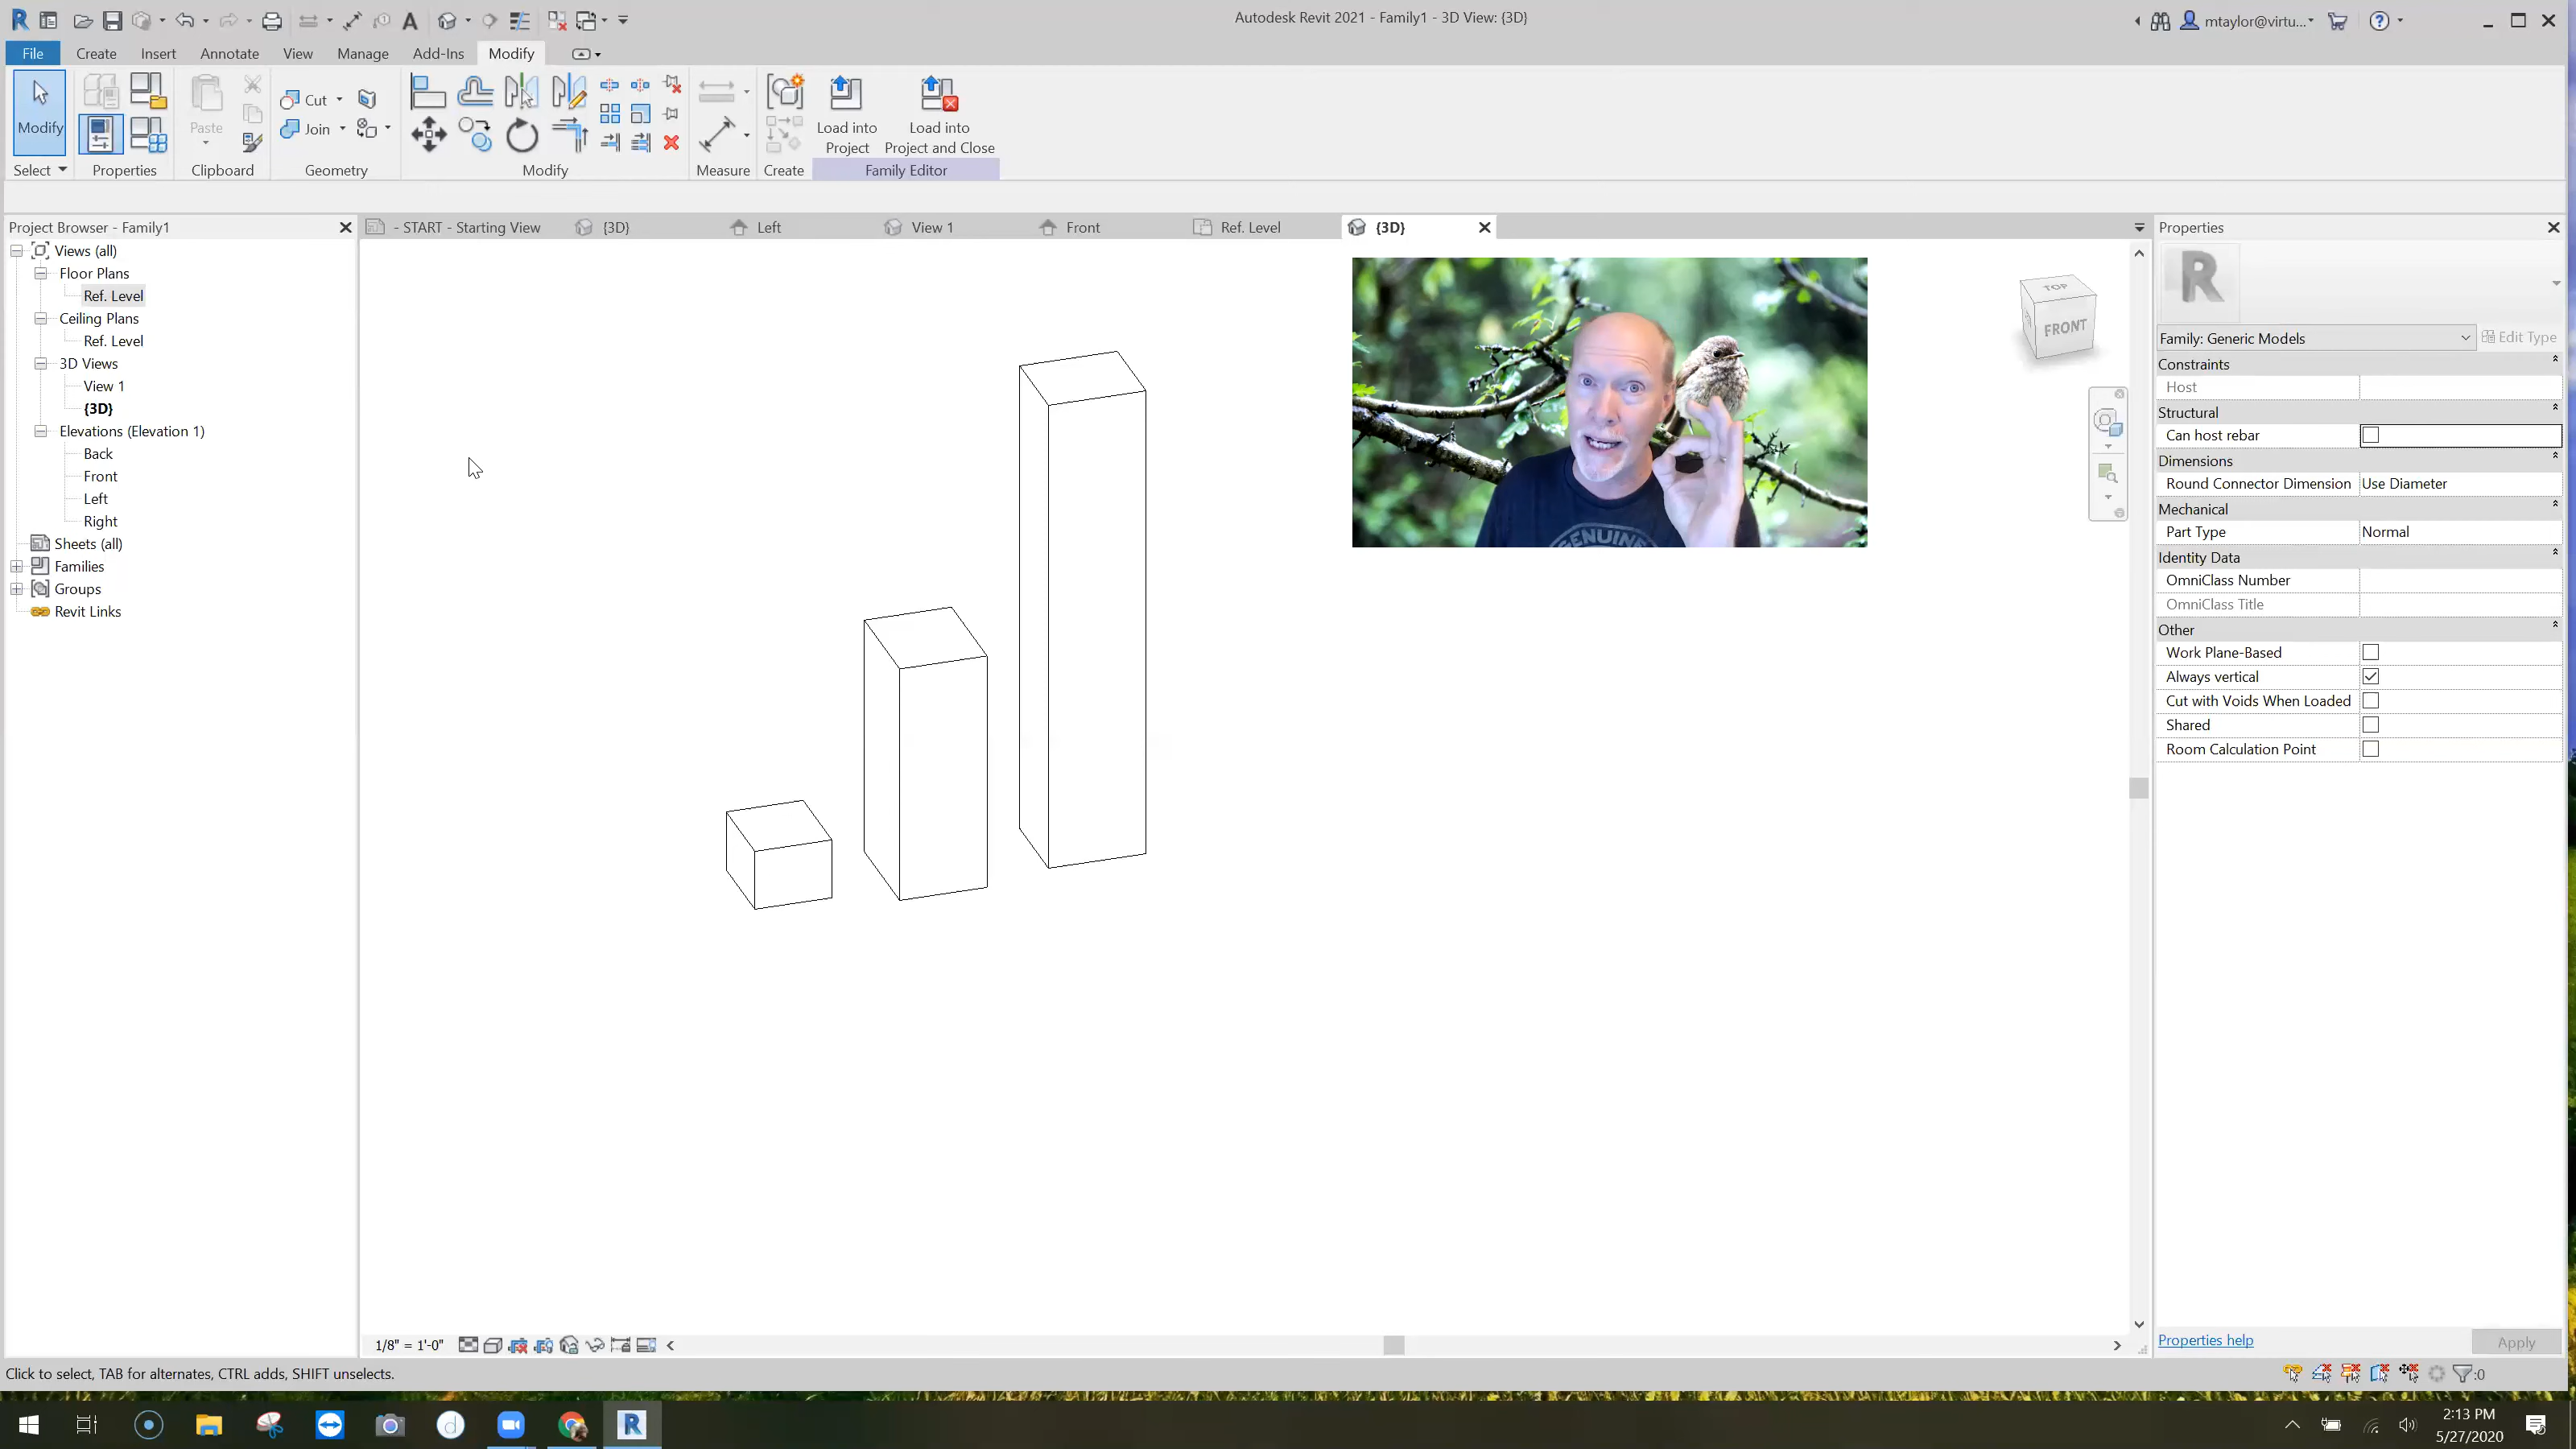 Autodesk Revit 2021 - Family1 - 3D View: {3D}
mtaylor@virtu...
File Create Insert Annotate View Manage Add-Ins Modify
Modify
Paste
Cut
Join
Load into Project
Load into Project and Close
Select Properties Clipboard Geometry Modify Measure Create Family Editor
Project Browser - Family1
- START - Starting View {3D} Left View 1 Front Ref. Level {3D}
Properties
Views (all)
Floor Plans
Ref. Level
Ceiling Plans
Ref. Level
3D Views
View 1
{3D}
Elevations (Elevation 1)
Back
Front
Left
Right
Sheets (all)
Families
Groups
Revit Links
GENUINE
TOP
FRONT
Family: Generic Models Edit Type
Constraints
Host
Structural
Can host rebar
Dimensions
Round Connector Dimension Use Diameter
Mechanical
Part Type Normal
Identity Data
OmniClass Number
OmniClass Title
Other
Work Plane-Based
Always vertical
Cut with Voids When Loaded
Shared
Room Calculation Point
1/8" = 1'-0"
Properties help Apply
Click to select, TAB for alternates, CTRL adds, SHIFT unselects.
:0
2:13 PM
5/27/2020